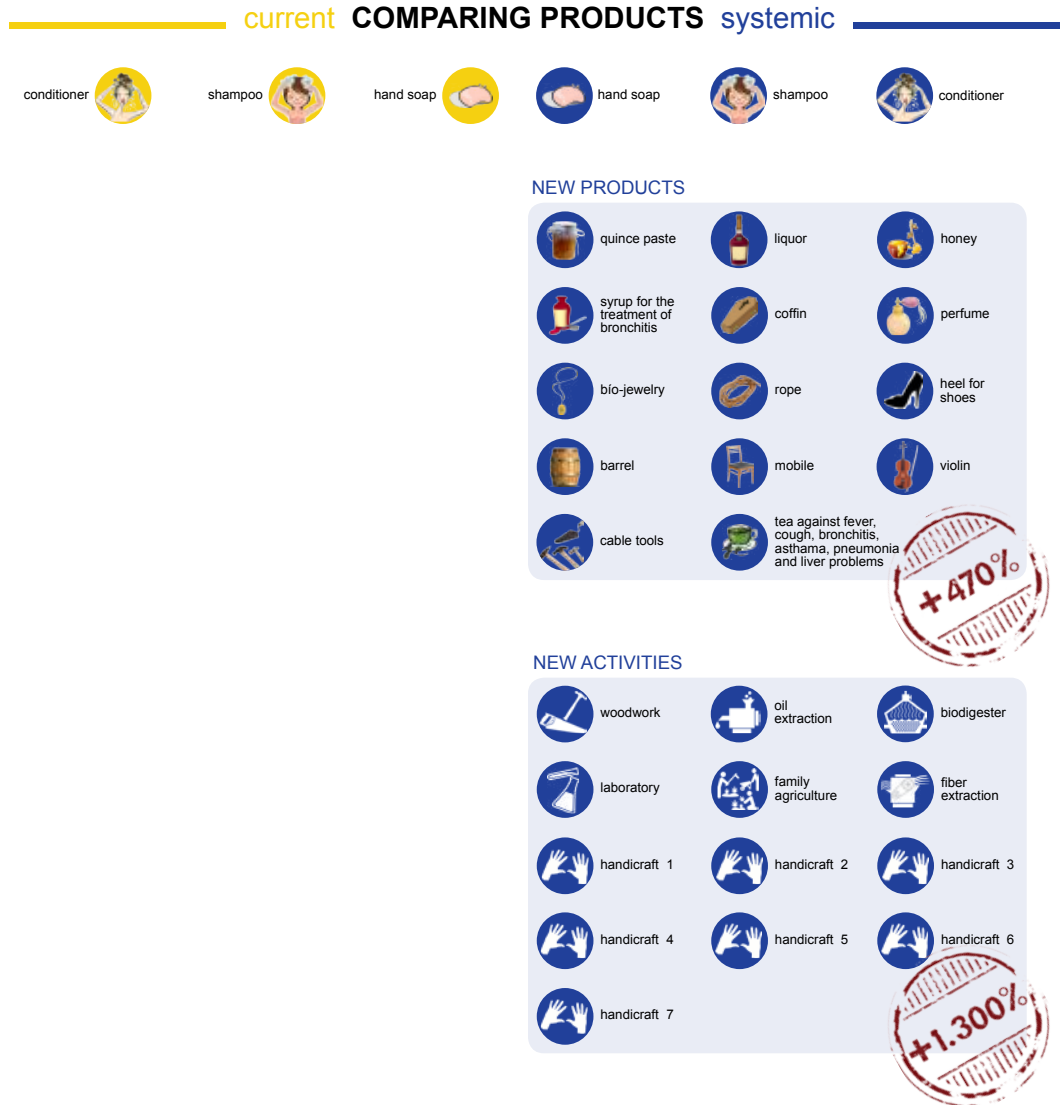 current COMPARING PRODUCTS systemic
conditioner
shampoo
hand soap
hand soap
shampoo
conditioner
NEW PRODUCTS
quince paste
liquor
honey
syrup for the
treatment of
bronchitis
coffin
perfume
bío-jewelry
rope
heel for
shoes
barrel
mobile
violin
cable tools
tea against fever,
cough, bronchitis,
asthama, pneumonia
and liver problems
+470%
NEW ACTIVITIES
woodwork
oil
extraction
biodigester
laboratory
family
agriculture
fiber
extraction
handicraft 1
handicraft 2
handicraft 3
handicraft 4
handicraft 5
handicraft 6
handicraft 7
+1.300%